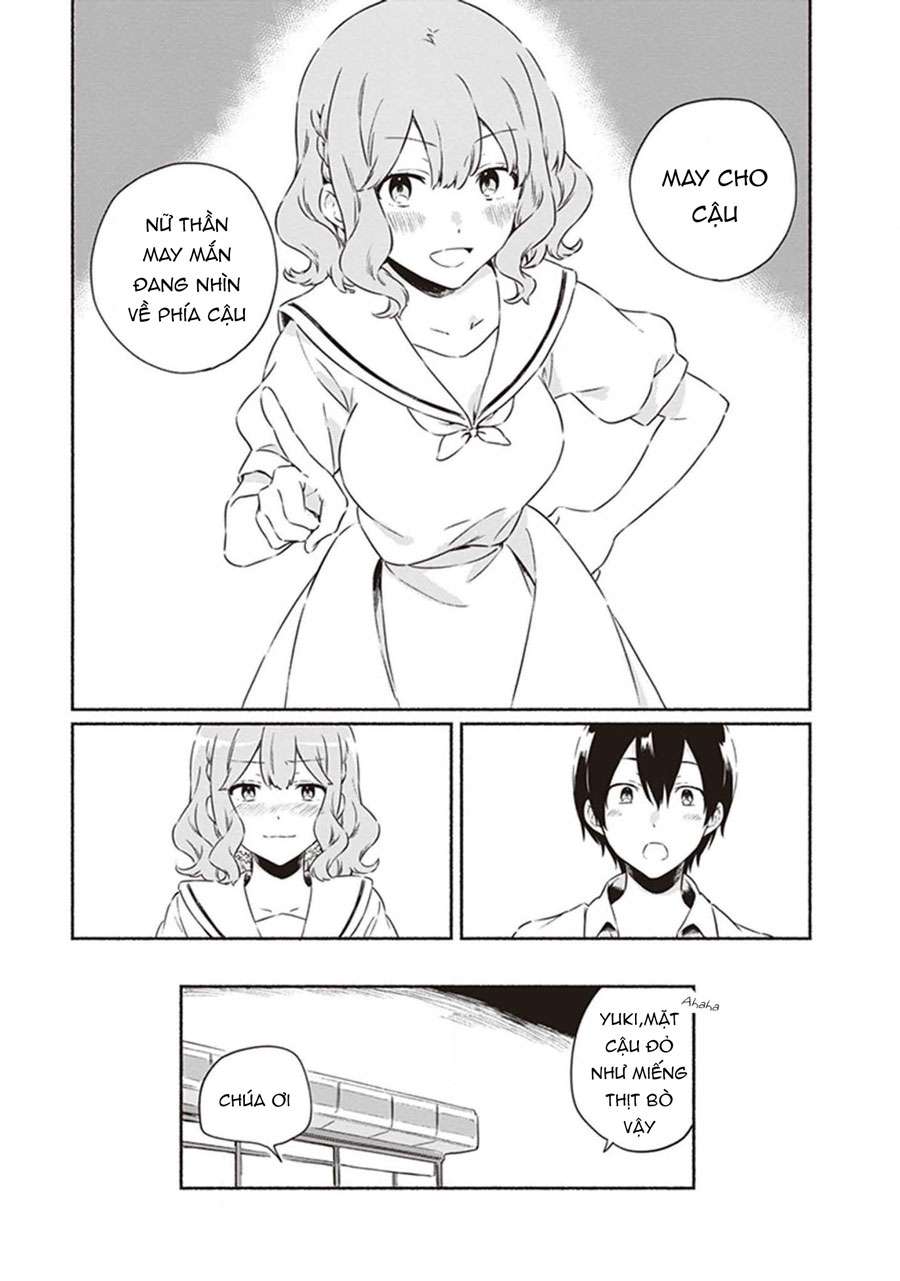 MAY CHO
CẬU
NỮ THẦN
MAY MẮN
ĐANG NHÌN
VỀ PHÍA CẬU
Ahaha
YUKI,MẶT
CẬU ĐỎ
NHƯ MIẾNG
THỊT BÒ
VẬY
CHÚA ƠI